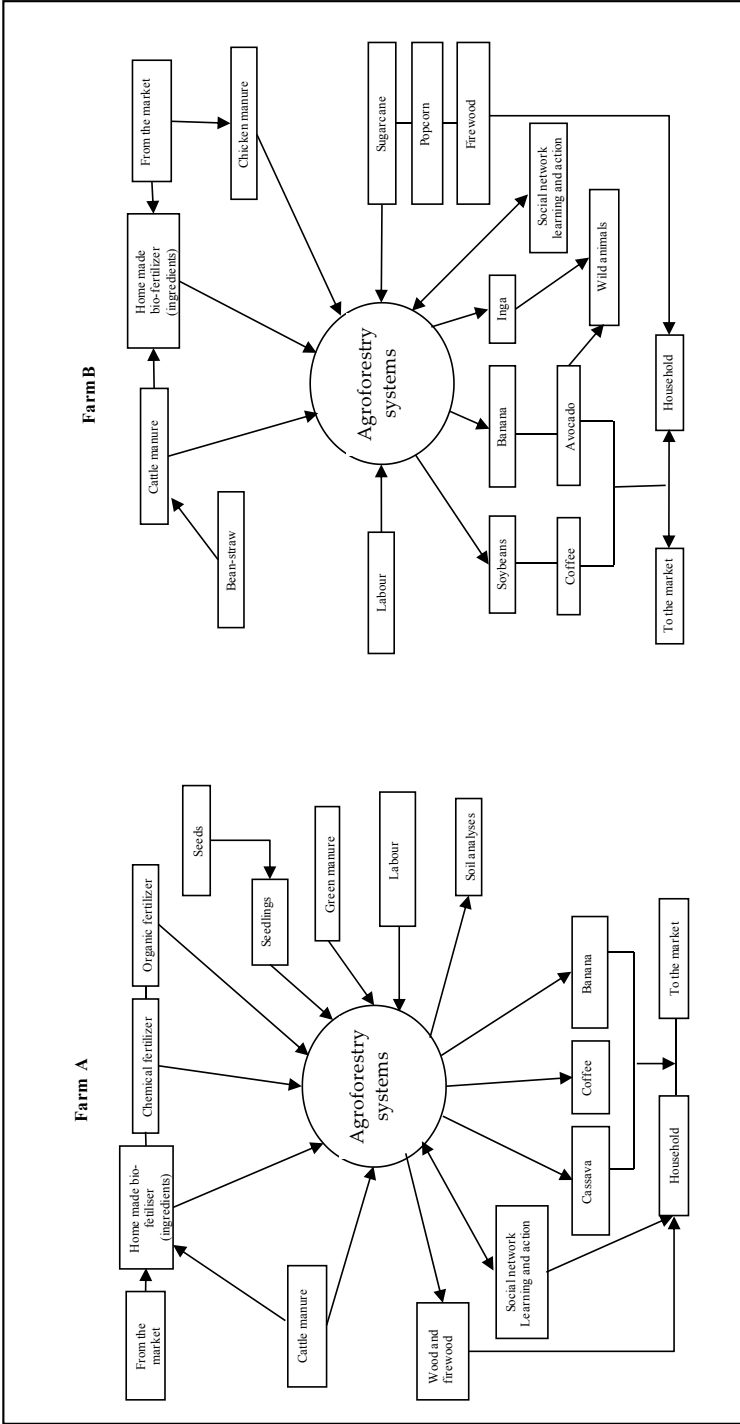 Farm A
From the
market
Home made bio-
fetiliser
(ingredients)
Chemical fertilizer
Organic fertilizer
Seeds
Cattle manure
Seedlings
Green manure
Labour
Agroforestry
systems
Soil analyses
Wood and
firewood
Social network
Learning and action
Cassava
Coffee
Banana
Household
To the market
Farm B
Cattle manure
Home made
bio-fertilizer
(ingredients)
From the market
Bean-straw
Chicken manure
Labour
Agroforestry
systems
Sugarcane
Popcorn
Firewood
Soybeans
Banana
Inga
Social network
learning and action
Coffee
Avocado
Wild animals
To the market
Household